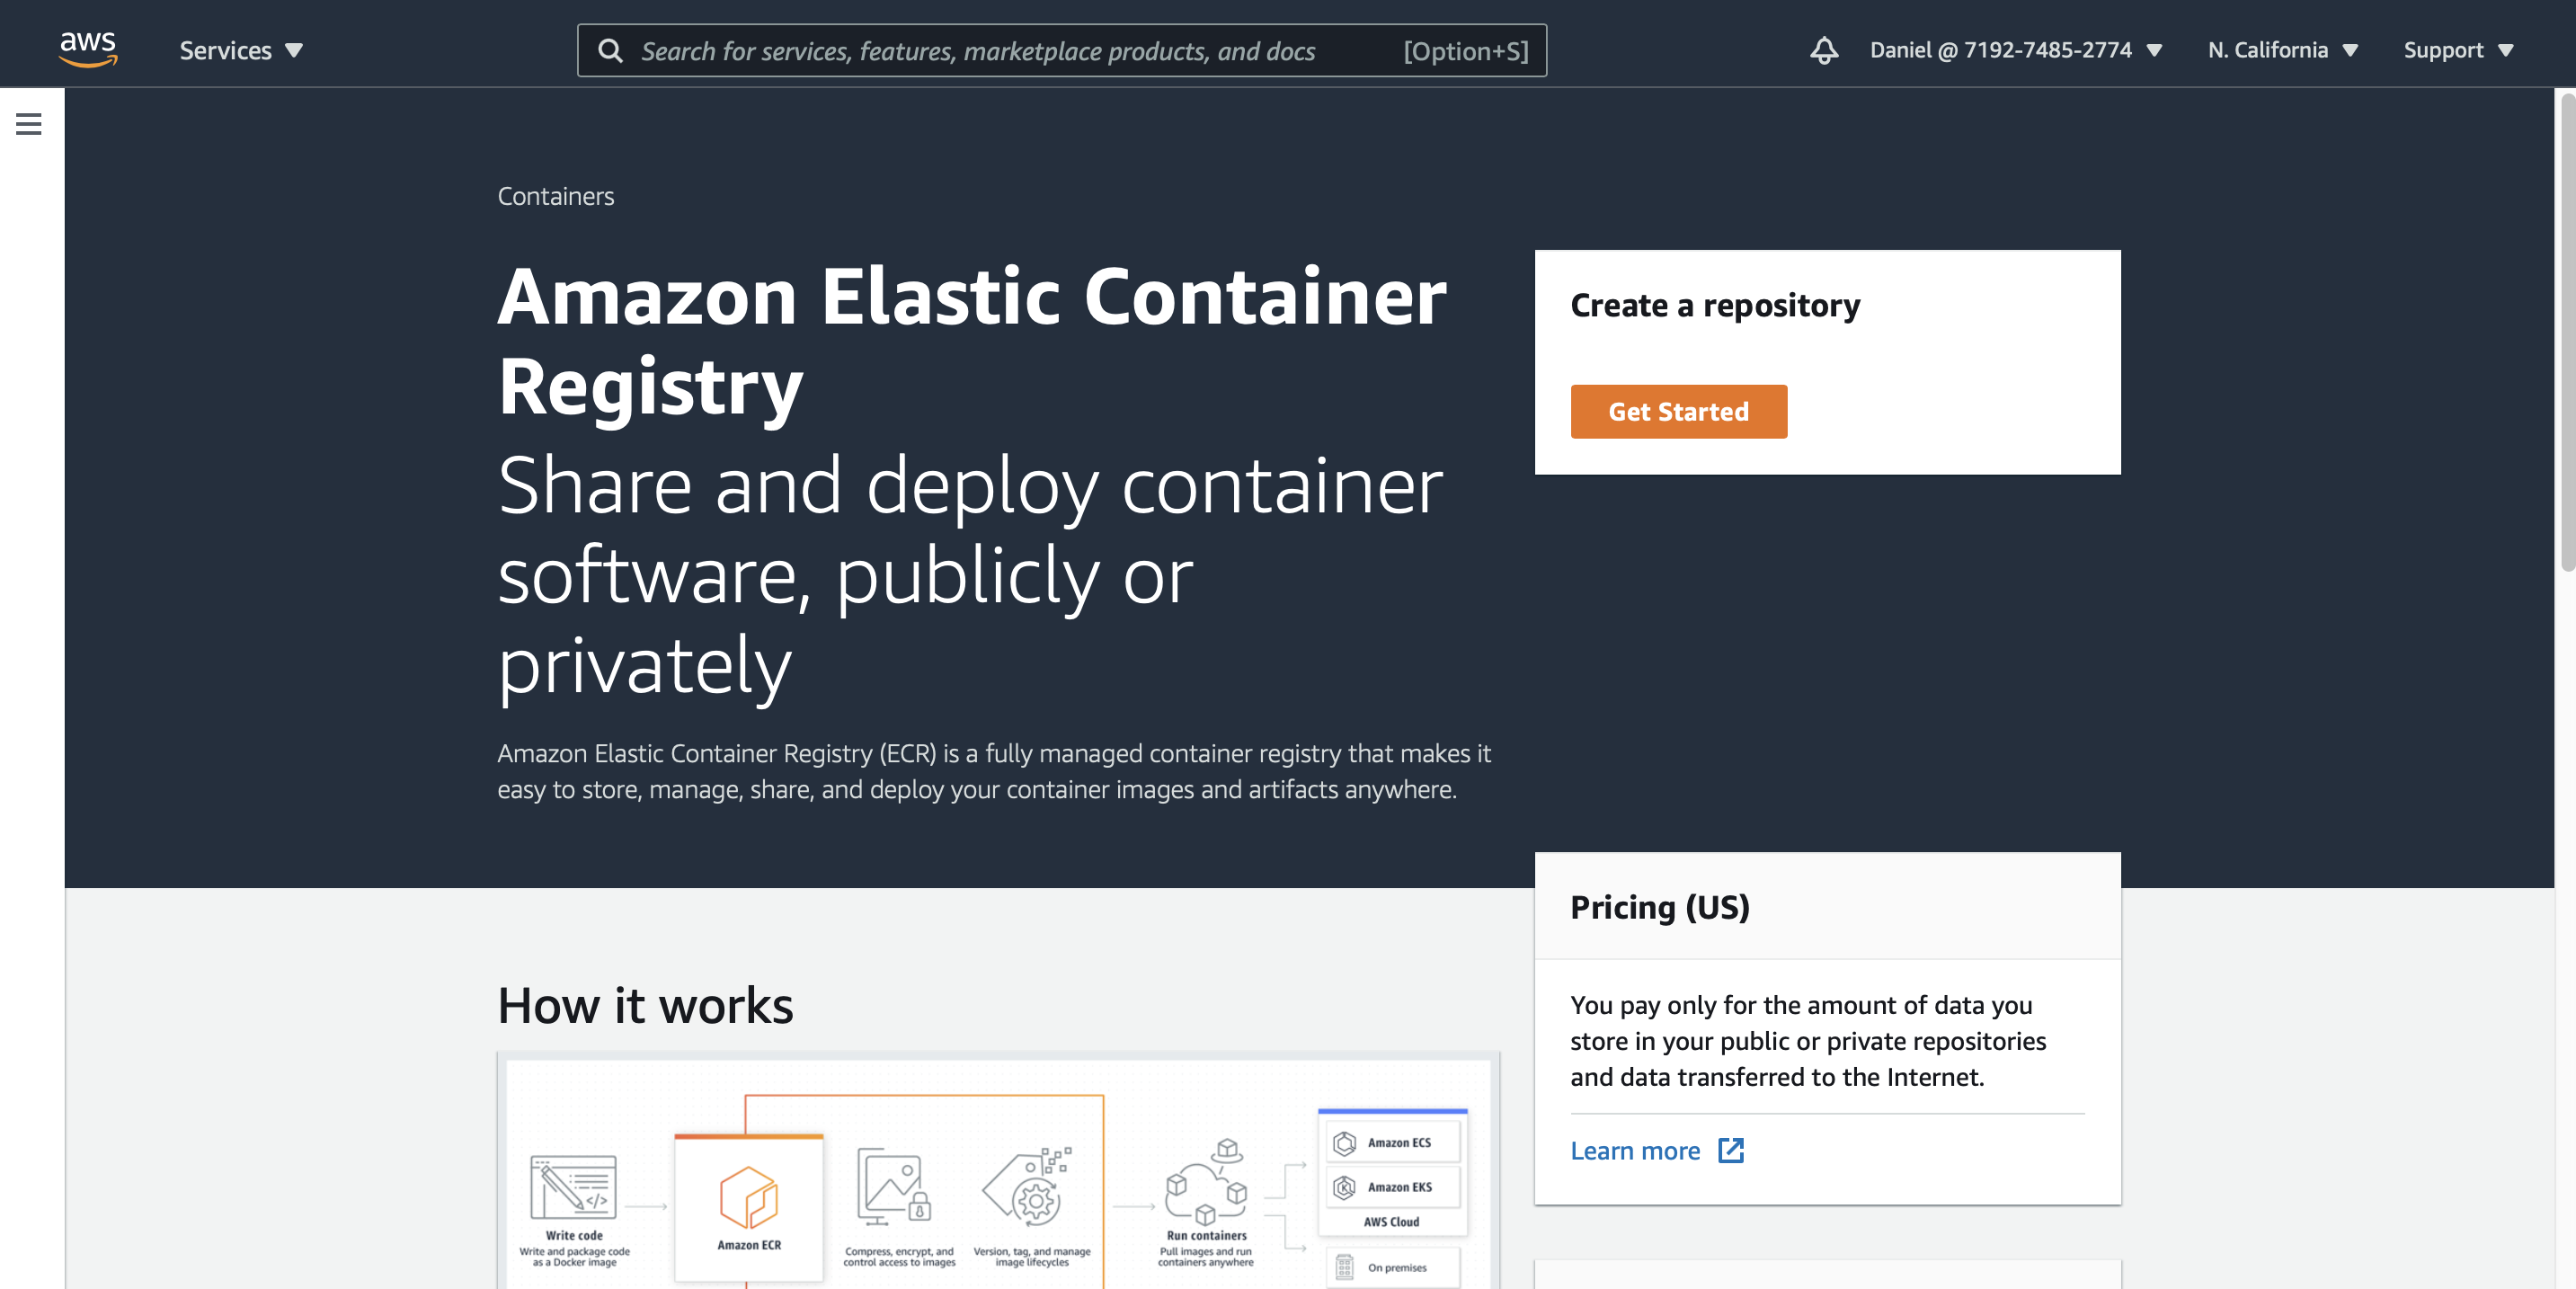 aws
Services
Search for services, features, marketplace products, and docs
[Option+S]
Daniel @ 7192-7485-2774
N. California
Support
Containers
Amazon Elastic Container
Registry
Share and deploy container
software, publicly or
privately
Amazon Elastic Container Registry (ECR) is a fully managed container registry that makes it
easy to store, manage, share, and deploy your container images and artifacts anywhere.
Create a repository
Get Started
Pricing (US)
You pay only for the amount of data you
store in your public or private repositories
and data transferred to the Internet.
Learn more
How it works
</>
Write code
Write and package code
as a Docker image
Amazon ECR
Compress, encrypt, and
control access to images
Version, tag, and manage
image lifecycles
Run containers
Pull images and run
containers anywhere
Amazon ECS
K
Amazon EKS
AWS Cloud
On premises